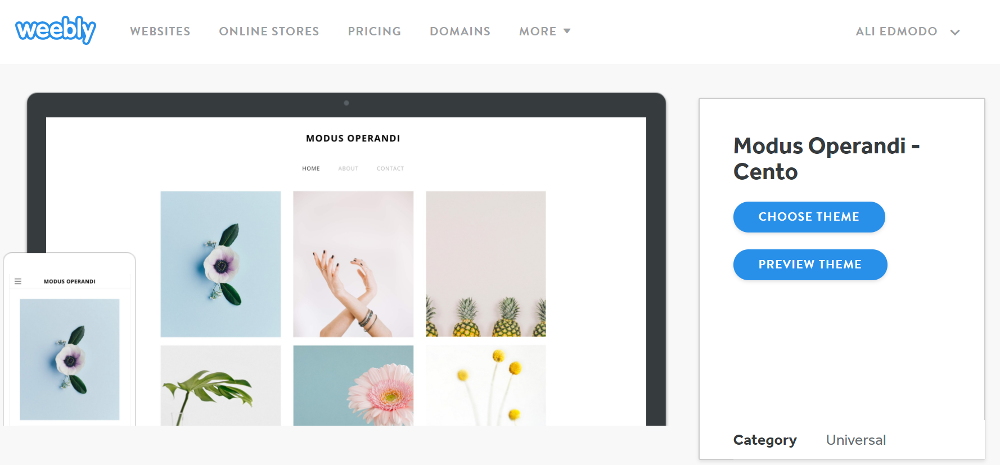 weebly
WEBSITES
ONLINE STORES
PRICING
DOMAINS
MORE
ALI EDMODO
MODUS OPERANDI
HOME
ABOUT
CONTACT
MODUS OPERANDI
Modus Operandi -
Cento
CHOOSE THEME
PREVIEW THEME
Category Universal